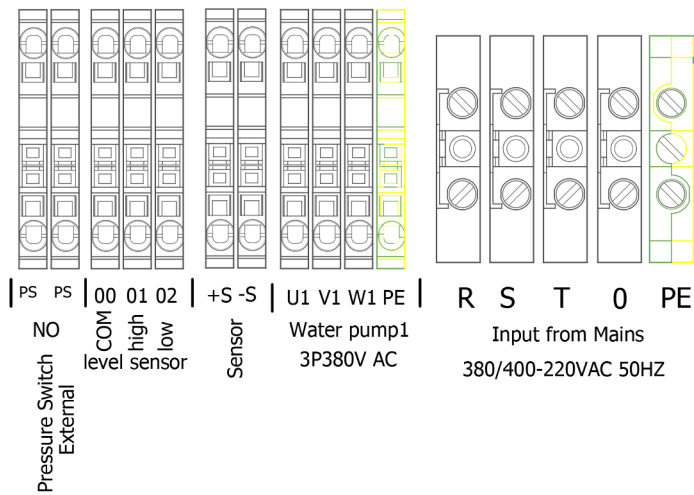 PS PS
NO
Pressure Switch
External
00 01 02
COM
high
low
level sensor
+S -S
Sensor
U1 V1 W1 PE
Water pump1
3P380V AC
R S T 0 PE
Input from Mains
380/400-220VAC 50HZ